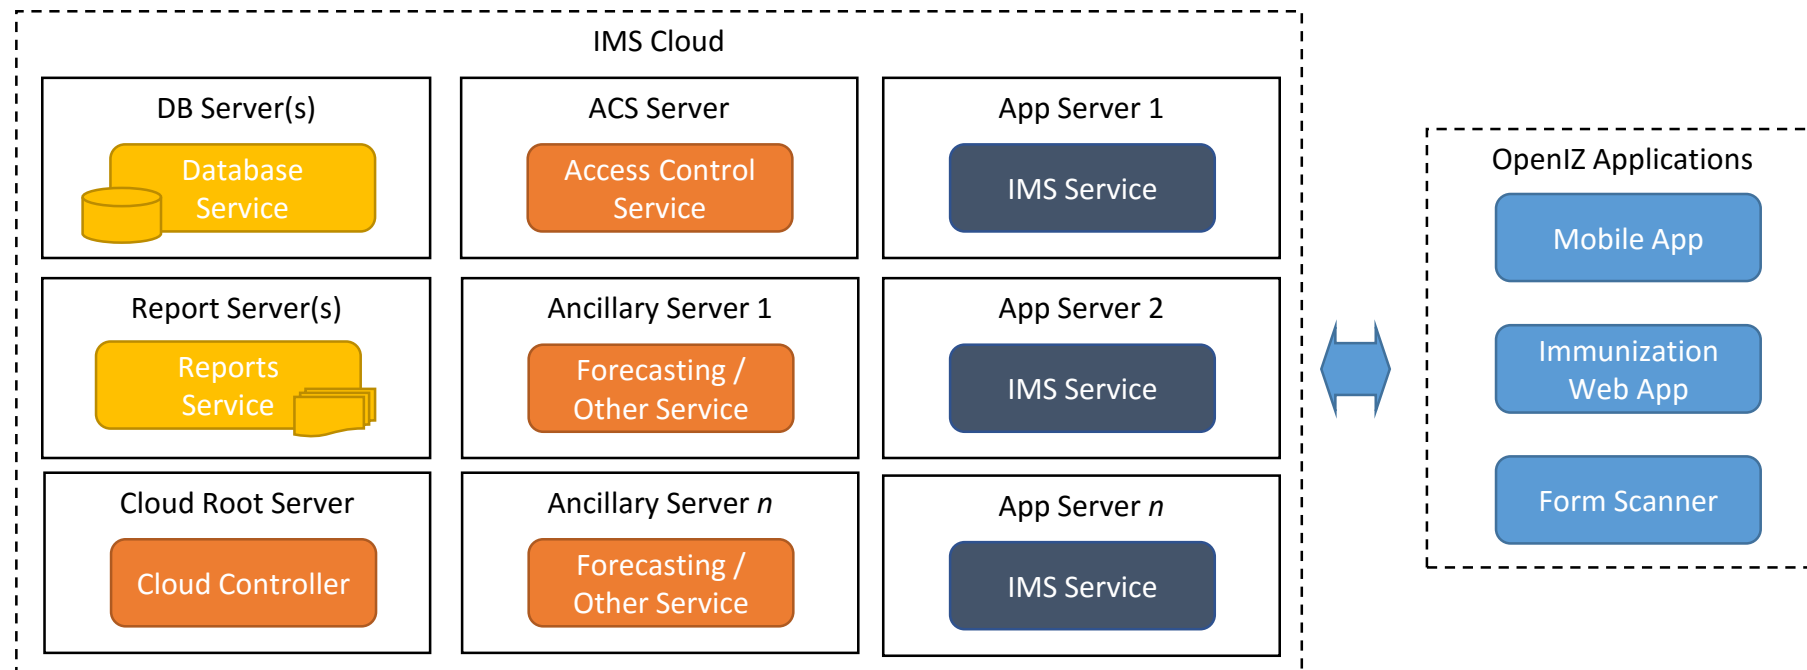 IMS Cloud
DB Server(s)
Database
Service
ACS Server
Access Control
Service
App Server 1
IMS Service
Report Server(s)
Reports
Service
Ancillary Server 1
Forecasting /
Other Service
App Server 2
IMS Service
Cloud Root Server
Cloud Controller
Ancillary Server n
Forecasting /
Other Service
App Server n
IMS Service
OpenIZ Applications
Mobile App
Immunization
Web App
Form Scanner